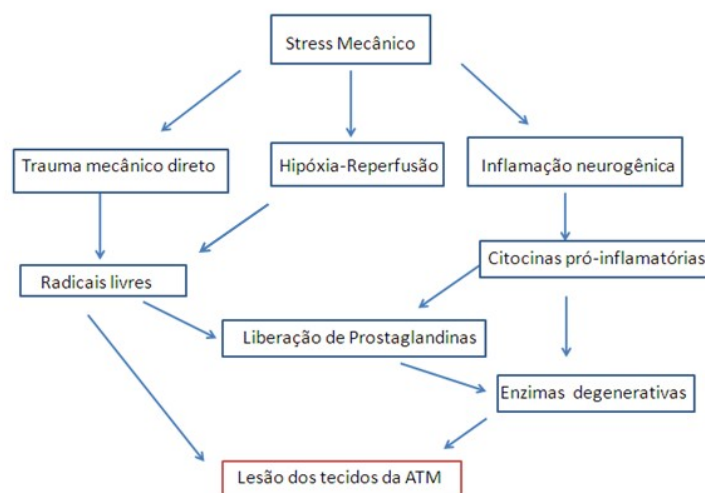 Stress Mecânico
Trauma mecânico direto
Hipóxia-Reperfusão
Inflamação neurogênica
Citocinas pró-inflamatórias
Radicais livres
Liberação de Prostaglandinas
Enzimas degenerativas
Lesão dos tecidos da ATM